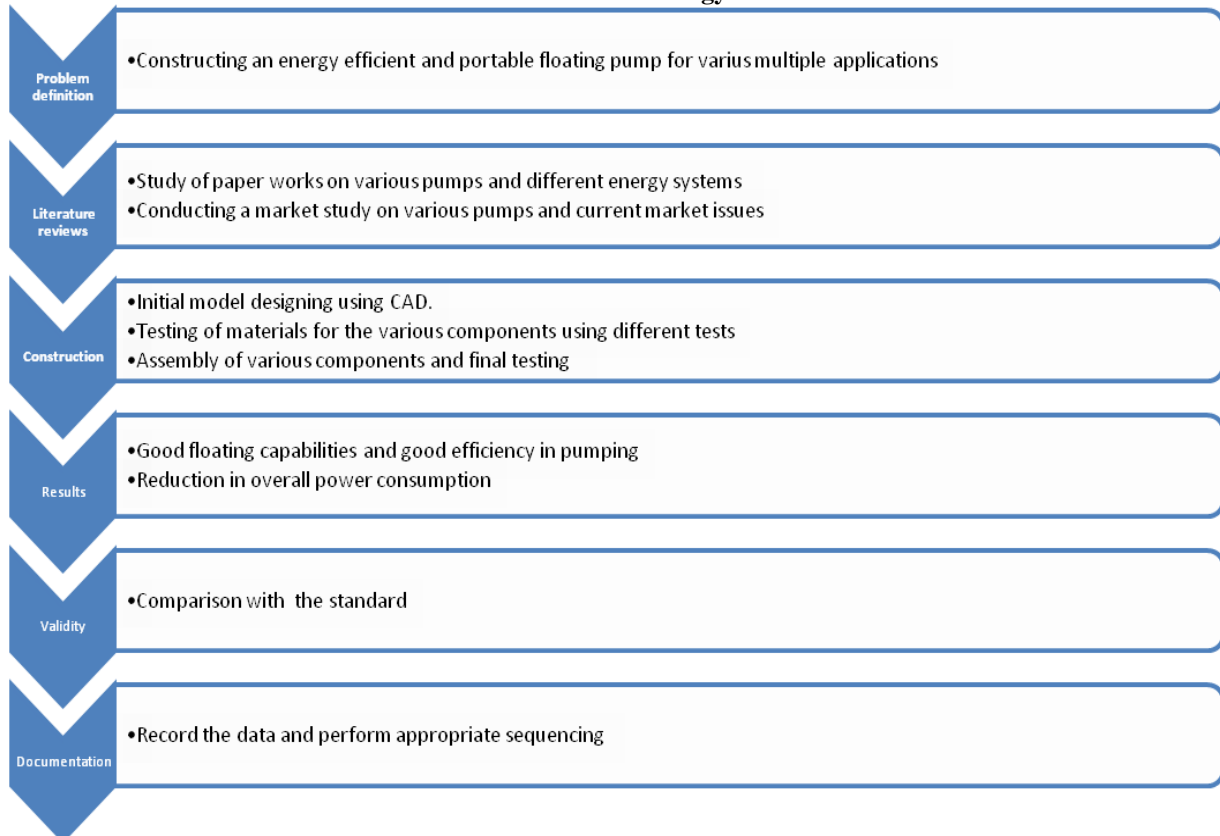 gy
Problem
definition
•Constructing an energy efficient and portable floating pump for varius multiple applications
Literature
reviews
•Study of paper works on various pumps and different energy systems
•Conducting a market study on various pumps and current market issues
Construction
•Initial model designing using CAD.
•Testing of materials for the various components using different tests
•Assembly of various components and final testing
Results
•Good floating capabilities and good efficiency in pumping
•Reduction in overall power consumption
Validity
•Comparison with the standard
Documentation
•Record the data and perform appropriate sequencing